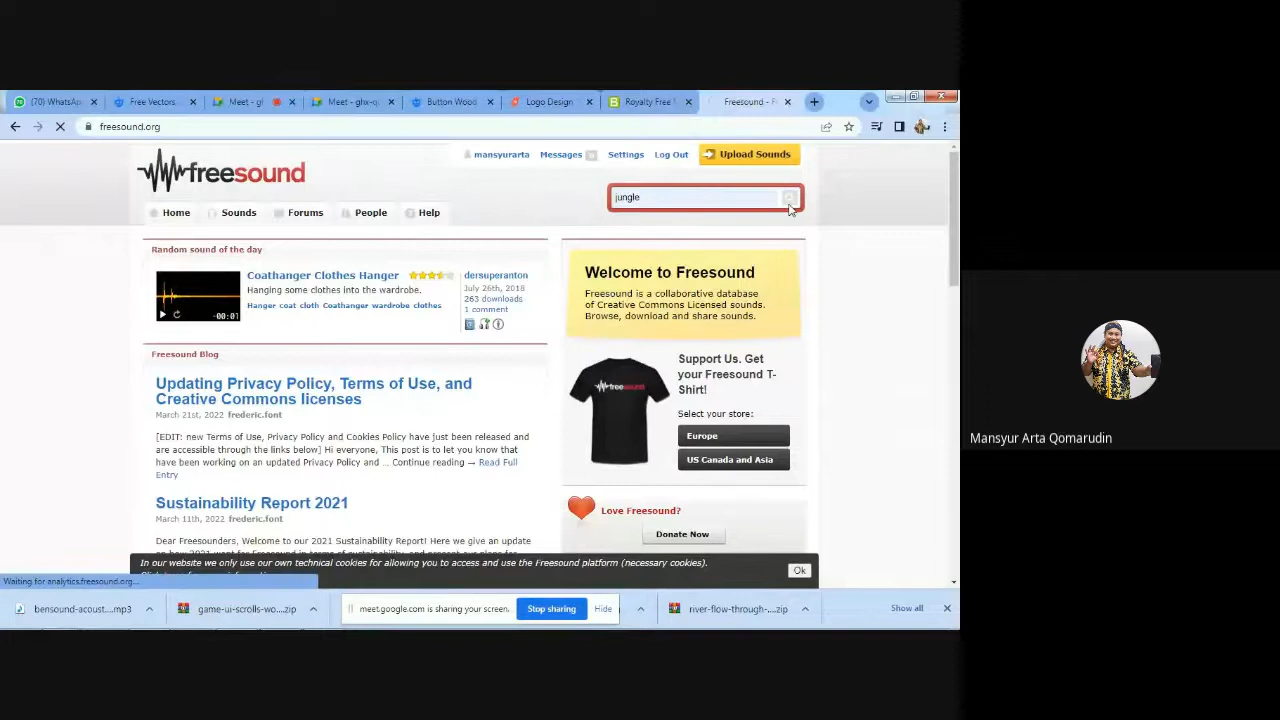 (70) WhatsAp
Free Vectors
Meet - gl
Meet - ghx-q
Button Wood
Logo Design
Royalty Free
Freesound - F
freesound.org
freesound
mansyurarta
Messages
Settings
Log Out
Upload Sounds
jungle
Home
Sounds
Forums
People
Help
Random sound of the day
Coathanger Clothes Hanger
Hanging some clothes into the wardrobe.
Hanger coat cloth Coathanger wardrobe clothes
-00:01
dersuperanton
July 26th, 2018
263 downloads
1 comment
Freesound Blog
Updating Privacy Policy, Terms of Use, and
Creative Commons licenses
March 21st, 2022 frederic.font
[EDIT: new Terms of Use, Privacy Policy and Cookies Policy have just been released and
are accessible through the links below] Hi everyone, This post is to let you know that
have been working on an updated Privacy Policy and ... Continue reading → Read Full
Entry
Sustainability Report 2021
March 11th, 2022 frederic.font
Dear Freesounders, Welcome to our 2021 Sustainability Report! Here we give an update
Welcome to Freesound
Freesound is a collaborative database
of Creative Commons Licensed sounds.
Browse, download and share sounds.
Support Us. Get
your Freesound T-
Shirt!
freesound
Select your store:
Europe
US Canada and Asia
Love Freesound?
Donate Now
In our website we only use our own technical cookies for allowing you to access and use the Freesound platform (necessary cookies).
Ok
Waiting for analytics.freesound.org...
bensound-acoust....mp3
game-ui-scrolls-wo....zip
meet.google.com is sharing your screen.
Stop sharing
Hide
river-flow-through-....zip
Show all
Mansyur Arta Qomarudin